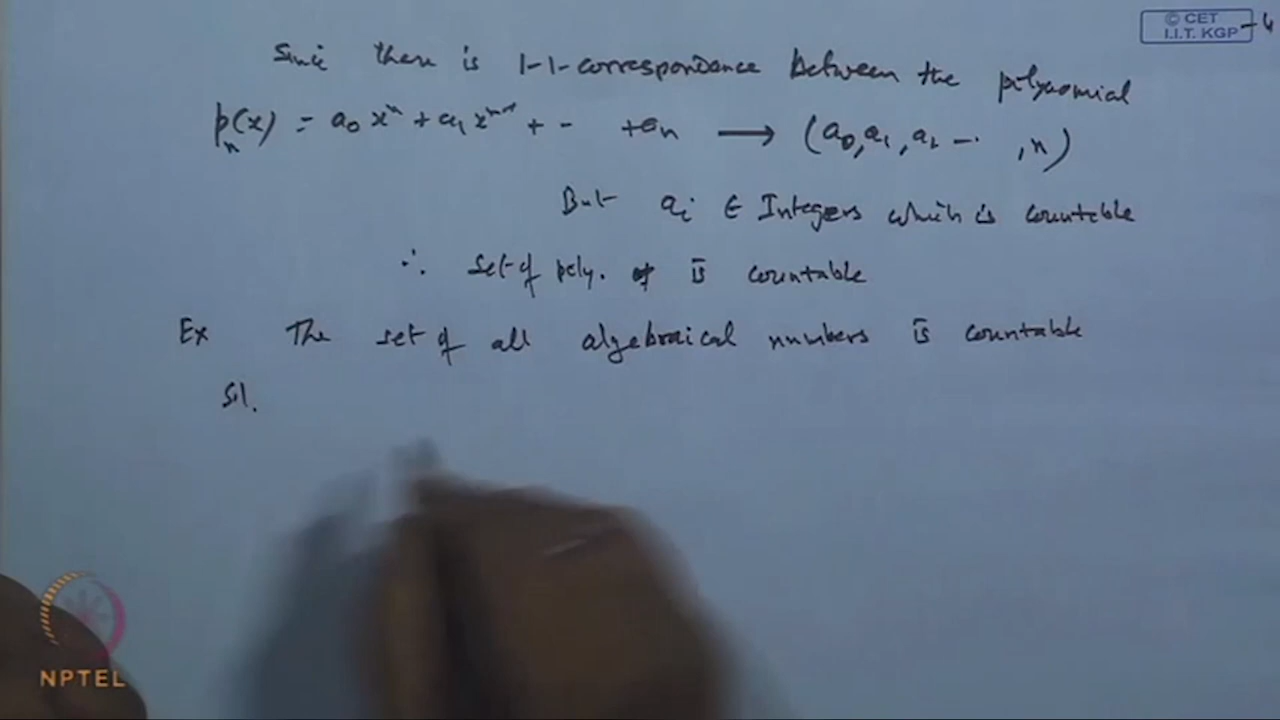 © CET
I.I.T. KGP
Since there is 1-1-correspondence between the polynomial
pₙ(x) = a₀ xⁿ + a₁ xⁿ⁻¹ + - +aₙ → (a₀, a₁, a₂ -- , n)
But aᵢ ∈ Integers which is countable
∴ set of poly. is countable
Ex The set of all algebraical numbers is countable
Sol.
NPTEL